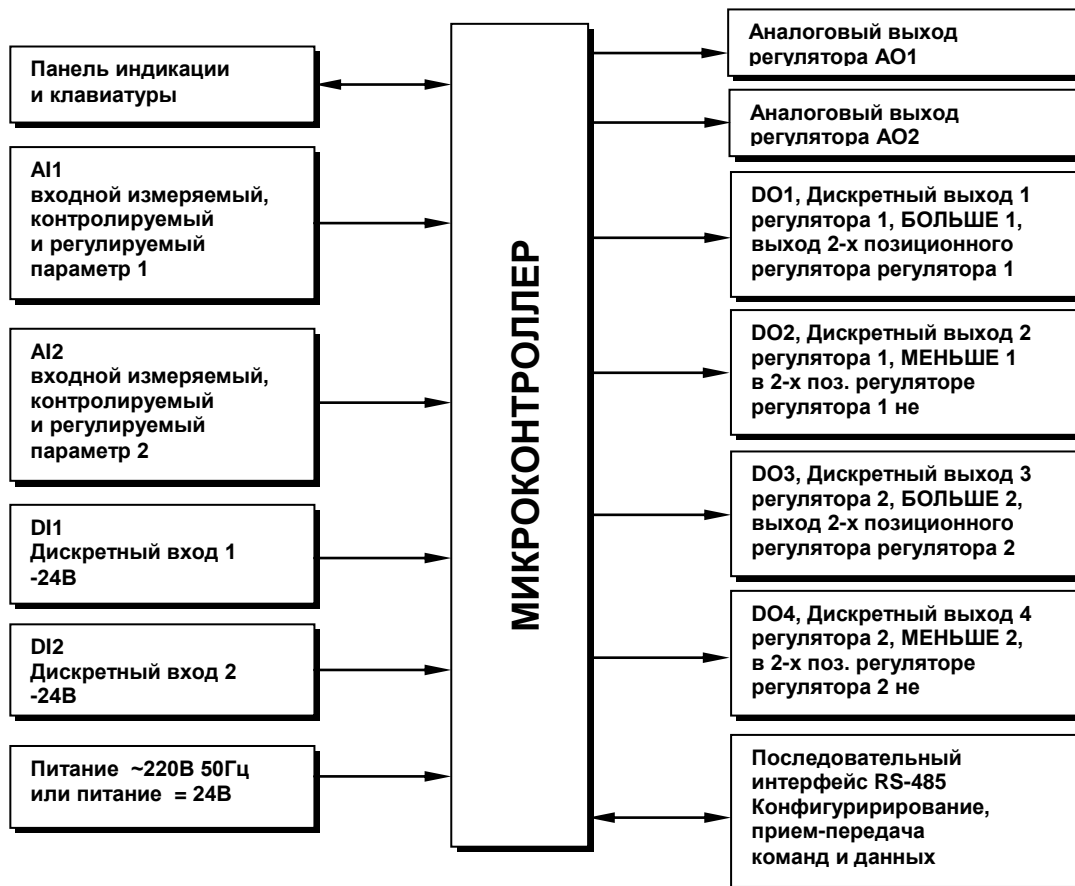 Панель индикации
и клавиатуры
AI1
входной измеряемый,
контролируемый
и регулируемый
параметр 1
AI2
входной измеряемый,
контролируемый
и регулируемый
параметр 2
DI1
Дискретный вход 1
-24В
DI2
Дискретный вход 2
-24В
Питание ~220В 50Гц
или питание = 24В
МИКРОКОНТРОЛЛЕР
Аналоговый выход
регулятора АО1
Аналоговый выход
регулятора АО2
DO1, Дискретный выход 1
регулятора 1, БОЛЬШЕ 1,
выход 2-х позиционного
регулятора регулятора 1
DO2, Дискретный выход 2
регулятора 1, МЕНЬШЕ 1
в 2-х поз. регуляторе
регулятора 1 не
DO3, Дискретный выход 3
регулятора 2, БОЛЬШЕ 2,
выход 2-х позиционного
регулятора регулятора 2
DO4, Дискретный выход 4
регулятора 2, МЕНЬШЕ 2,
в 2-х поз. регуляторе
регулятора 2 не
Последовательный
интерфейс RS-485
Конфигуририрование,
прием-передача
команд и данных